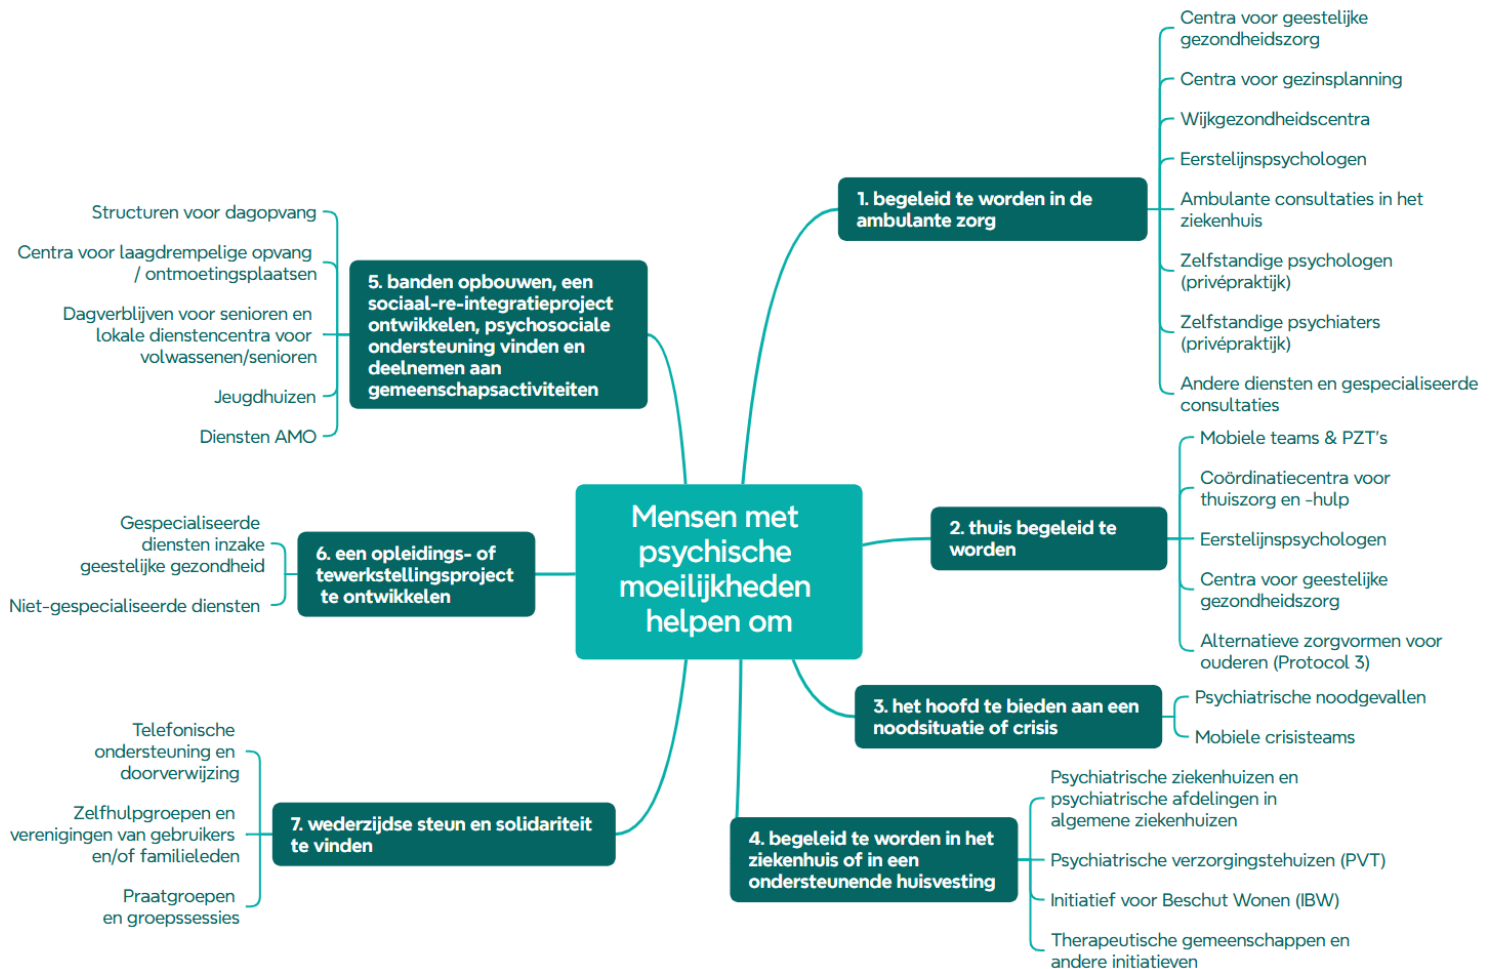 Mensen met
psychische
moeilijkheden
helpen om
1. begeleid te worden in de
ambulante zorg
Centra voor geestelijke
gezondheidszorg
Centra voor gezinsplanning
Wijkgezondheidscentra
Eerstelijnspsychologen
Ambulante consultaties in het
ziekenhuis
Zelfstandige psychologen
(privépraktijk)
Zelfstandige psychiaters
(privépraktijk)
Andere diensten en gespecialiseerde
consultaties
2. thuis begeleid te
worden
Mobiele teams & PZT's
Coördinatiecentra voor
thuiszorg en -hulp
Eerstelijnspsychologen
Centra voor geestelijke
gezondheidszorg
Alternatieve zorgvormen voor
ouderen (Protocol 3)
3. het hoofd te bieden aan een
noodsituatie of crisis
Psychiatrische noodgevallen
Mobiele crisisteams
4. begeleid te worden in het
ziekenhuis of in een
ondersteunende huisvesting
Psychiatrische ziekenhuizen en
psychiatrische afdelingen in
algemene ziekenhuizen
Psychiatrische verzorgingstehuizen (PVT)
Initiatief voor Beschut Wonen (IBW)
Therapeutische gemeenschappen en
andere initiatieven
5. banden opbouwen, een
sociaal-re-integratieproject
ontwikkelen, psychosociale
ondersteuning vinden en
deelnemen aan
gemeenschapsactiviteiten
Structuren voor dagopvang
Centra voor laagdrempelige opvang
/ ontmoetingsplaatsen
Dagverblijven voor senioren en
lokale dienstencentra voor
volwassenen/senioren
Jeugdhuizen
Diensten AMO
6. een opleidings- of
tewerkstellingsproject
te ontwikkelen
Gespecialiseerde
diensten inzake
geestelijke gezondheid
Niet-gespecialiseerde diensten
7. wederzijdse steun en solidariteit
te vinden
Telefonische
ondersteuning en
doorverwijzing
Zelfhulpgroepen en
verenigingen van gebruikers
en/of familieleden
Praatgroepen
en groepssessies